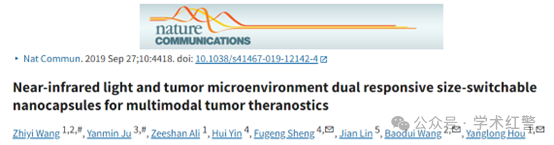 nature
COMMUNICATIONS
‣ Nat Commun. 2019 Sep 27;10:4418. doi: 10.1038/s41467-019-12142-4
Near-infrared light and tumor microenvironment dual responsive size-switchable
nanocapsules for multimodal tumor theranostics
Zhiyi Wang 1,2,#, Yanmin Ju 3,#, Zeeshan Ali 1, Hui Yin 4, Fugeng Sheng 4,✉, Jian Lin 5, Baodui Wang 2,✉, Yanglong Hou 1,✉
公众号 · 学术红警